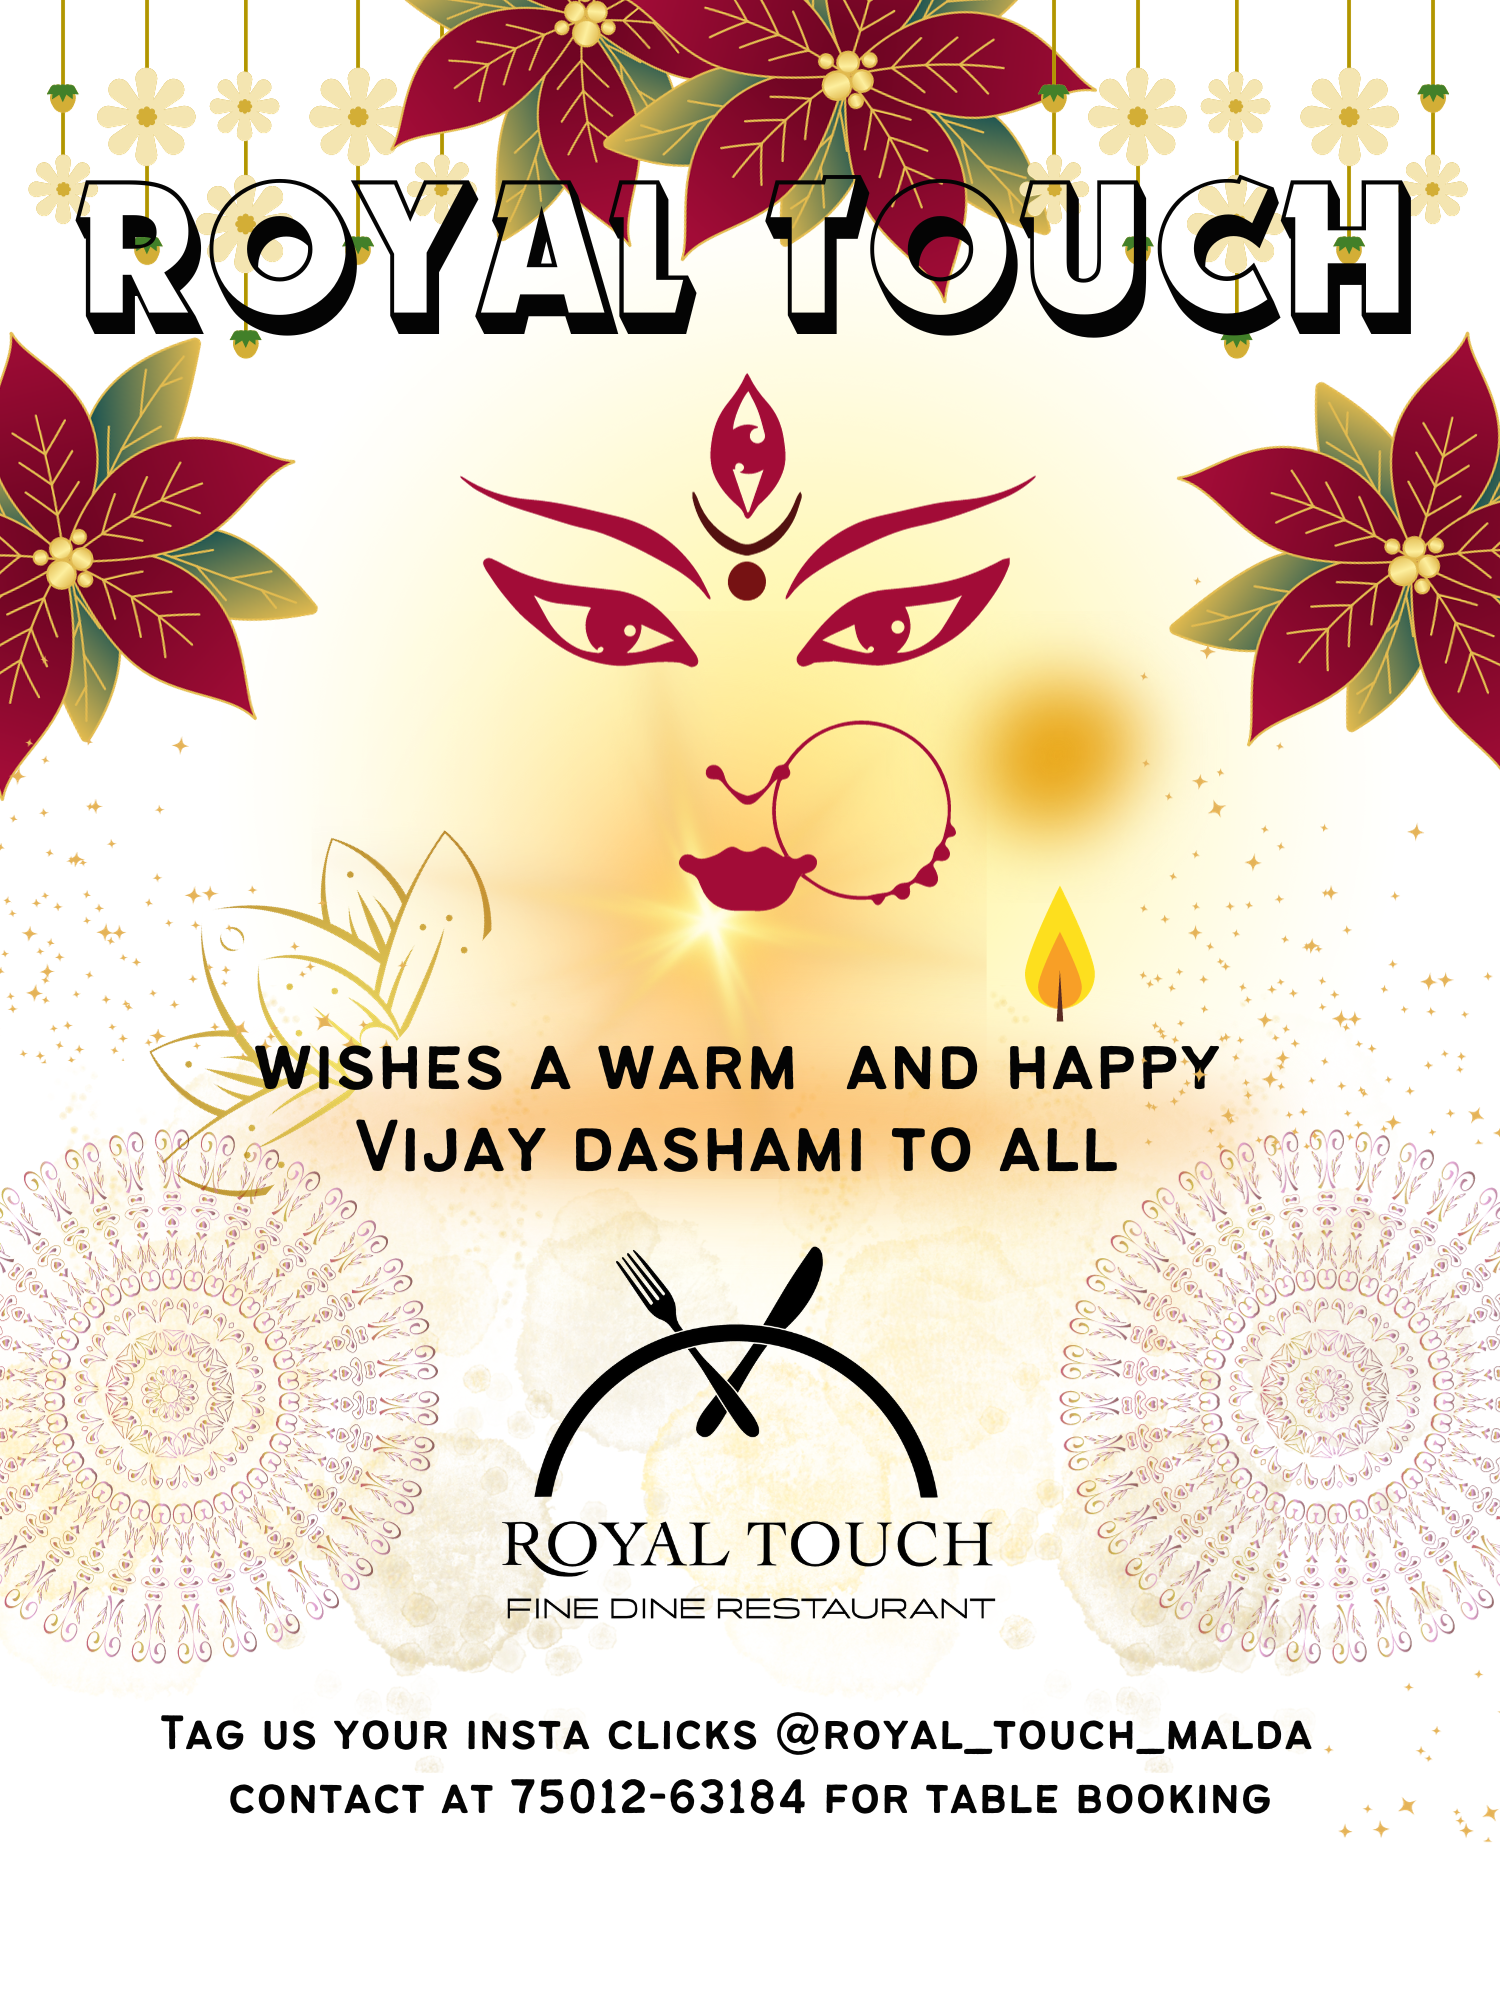 ROYAL TOUCH
WISHES A WARM AND HAPPY
VIJAY DASHAMI TO ALL
ROYAL TOUCH
FINE DINE RESTAURANT
TAG US YOUR INSTA CLICKS @ROYAL_TOUCH_MALDA
CONTACT AT 75012-63184 FOR TABLE BOOKING